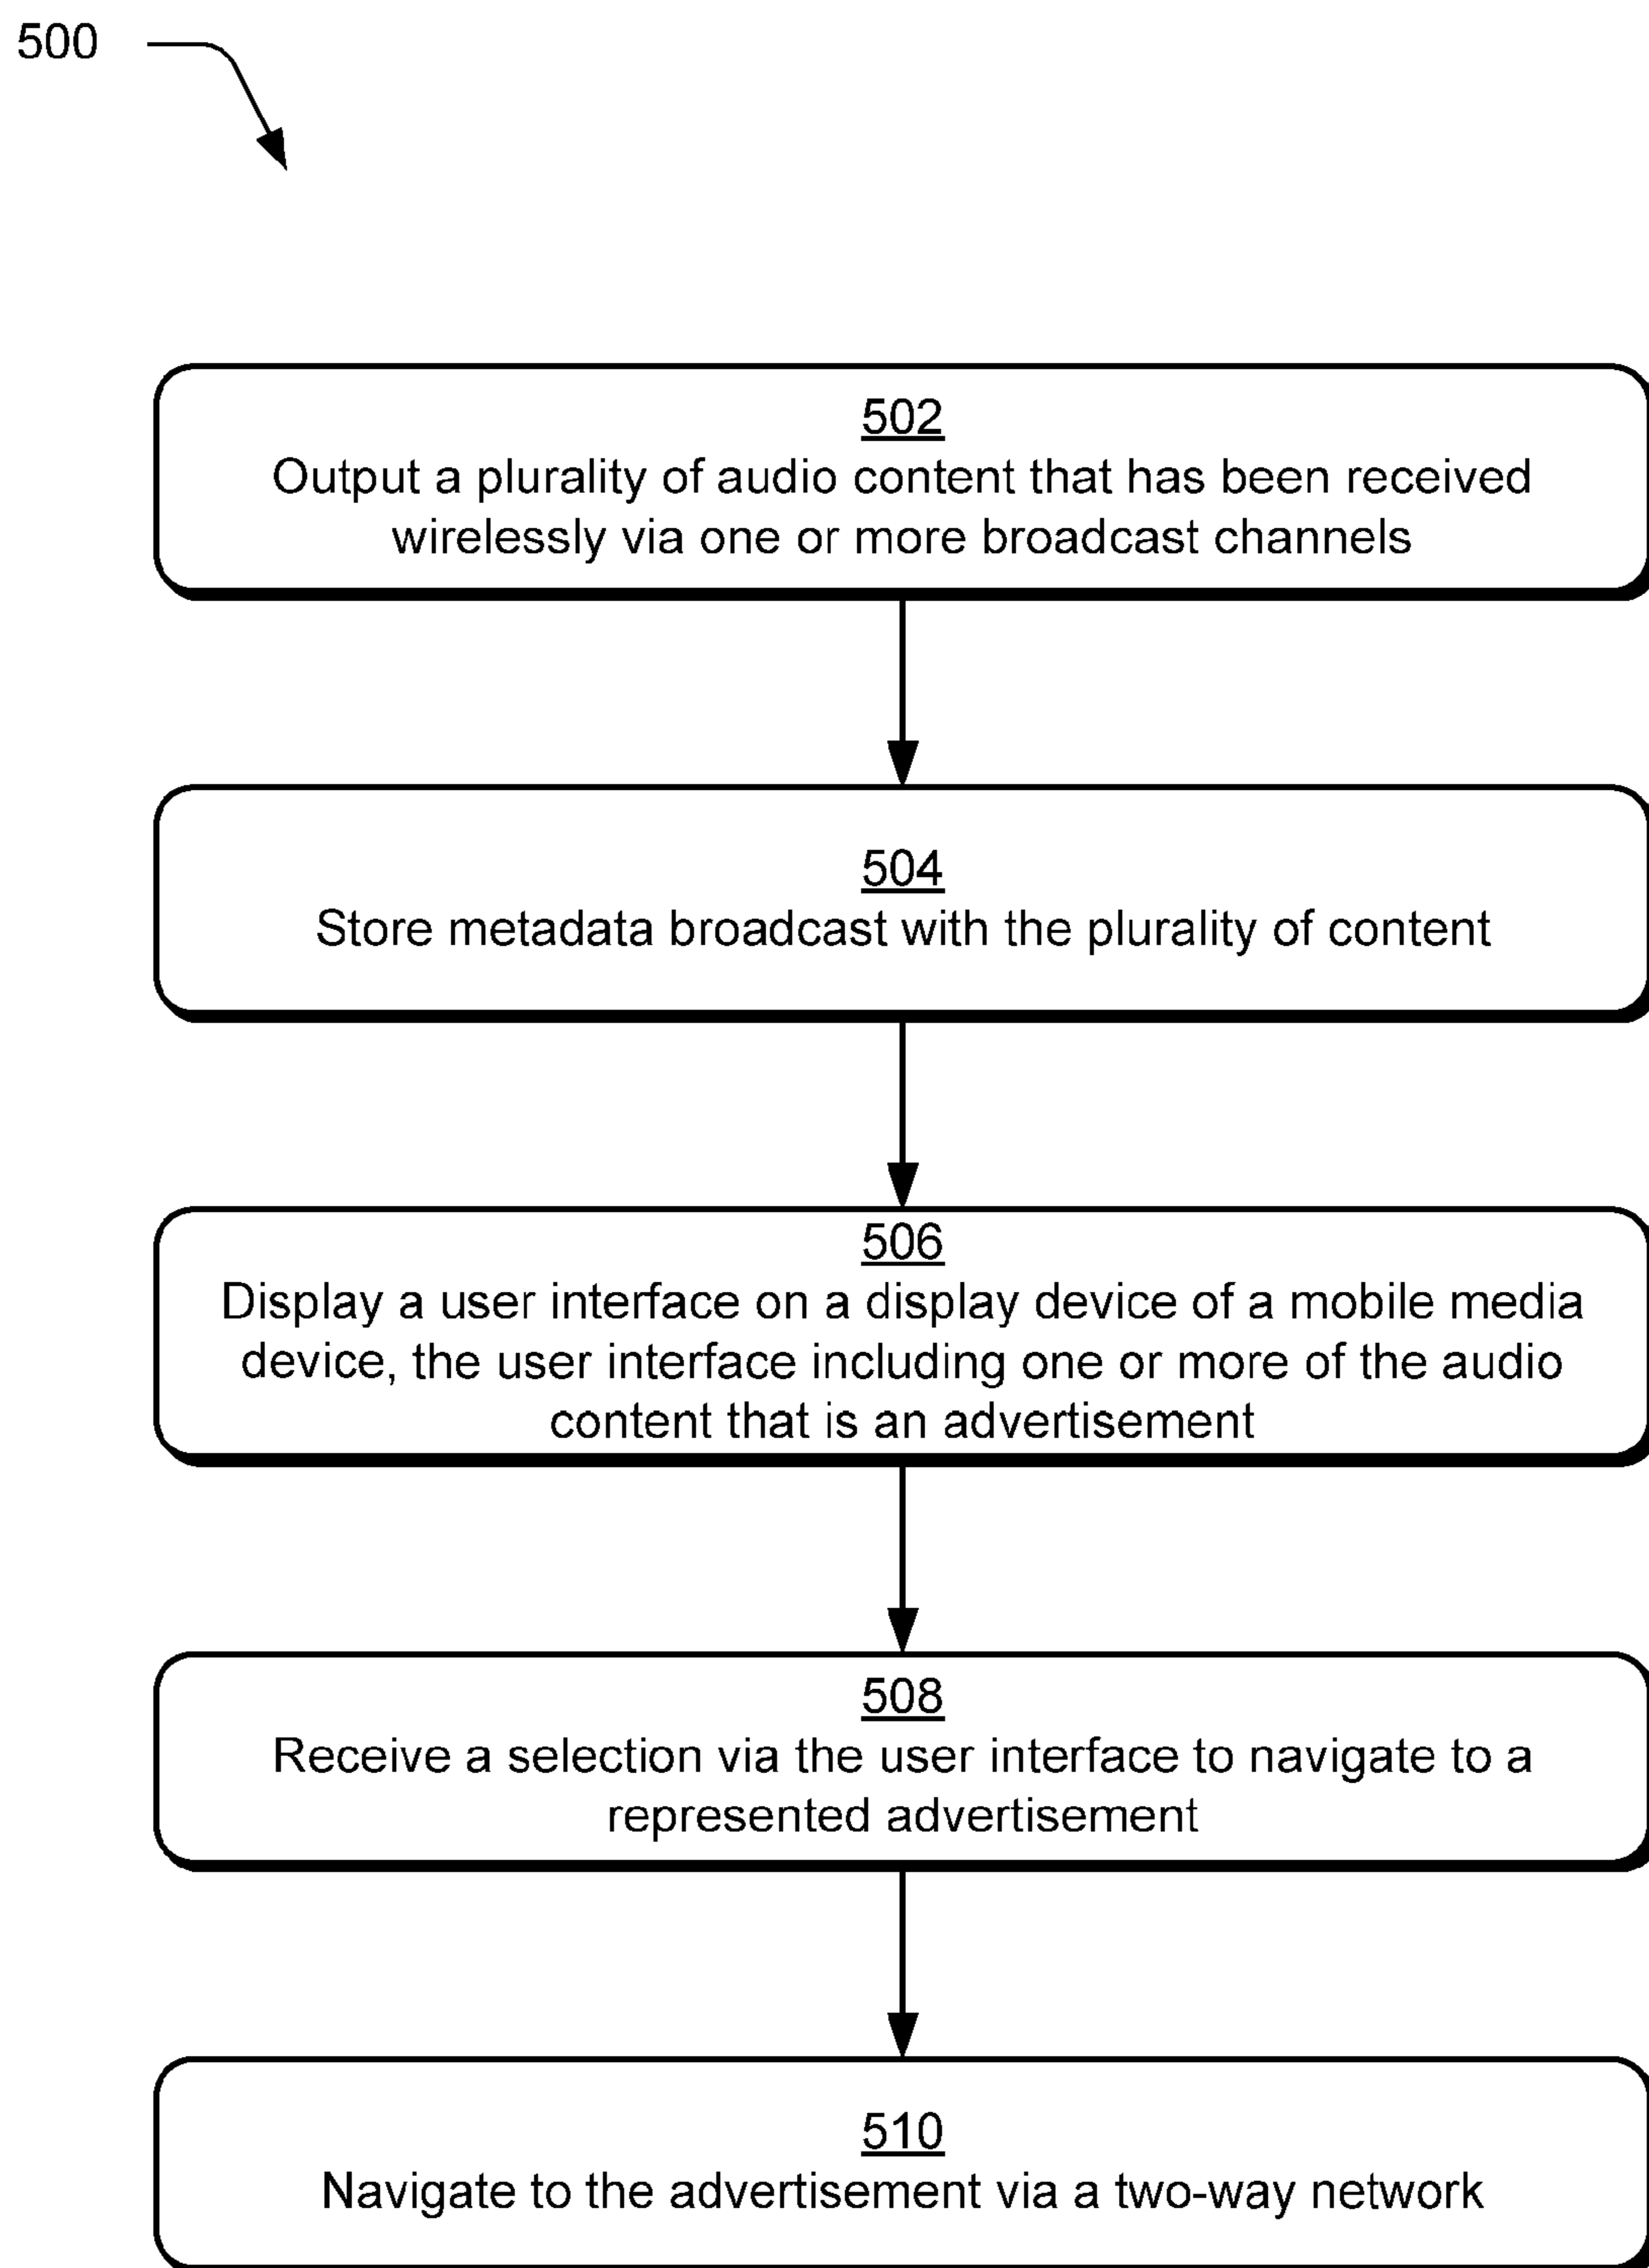 500
502
Output a plurality of audio content that has been received
wirelessly via one or more broadcast channels
504
Store metadata broadcast with the plurality of content
506
Display a user interface on a display device of a mobile media
device, the user interface including one or more of the audio
content that is an advertisement
508
Receive a selection via the user interface to navigate to a
represented advertisement
510
Navigate to the advertisement via a two-way network